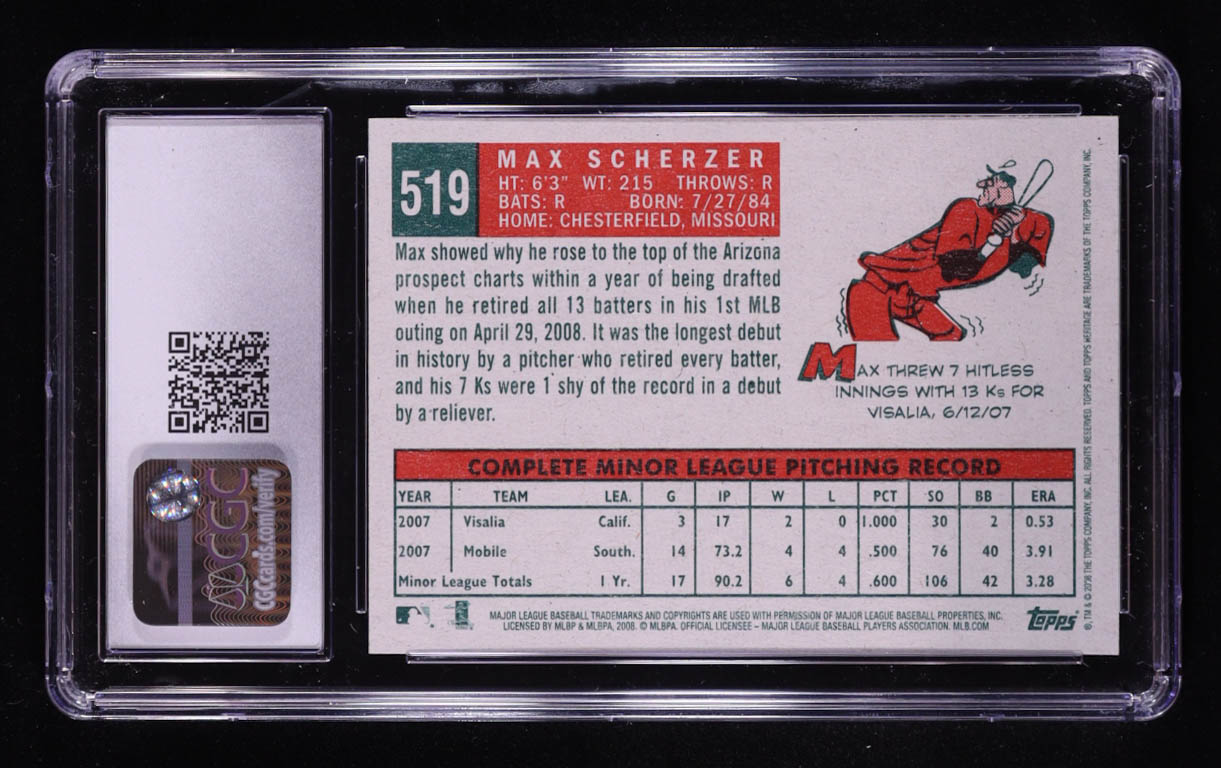 519
MAX SCHERZER
HT: 6'3" WT: 215 THROWS: R
BATS: R BORN: 7/27/84
HOME: CHESTERFIELD, MISSOURI
Max showed why he rose to the top of the Arizona
prospect charts within a year of being drafted
when he retired all 13 batters in his 1st MLB
outing on April 29, 2008. It was the longest debut
in history by a pitcher who retired every batter,
and his 7 Ks were 1 shy of the record in a debut
by a reliever.
MAX THREW 7 HITLESS
INNINGS WITH 13 Ks FOR
VISALIA, 6/12/07
COMPLETE MINOR LEAGUE PITCHING RECORD
YEAR TEAM LEA. G IP W L PCT SO BB ERA
2007 Visalia Calif. 3 17 2 0 1.000 30 2 0.53
2007 Mobile South. 14 73.2 4 4 .500 76 40 3.91
Minor League Totals 1 Yr. 17 90.2 6 4 .600 106 42 3.28
MAJOR LEAGUE BASEBALL TRADEMARKS AND COPYRIGHTS ARE USED WITH PERMISSION OF MAJOR LEAGUE BASEBALL PROPERTIES, INC.
LICENSED BY MLBP & MLBPA, 2008. © MLBPA. OFFICIAL LICENSEE – MAJOR LEAGUE BASEBALL PLAYERS ASSOCIATION. MLB.COM
Topps
®, TM & © 2008 THE TOPPS COMPANY, INC. ALL RIGHTS RESERVED. TOPPS AND TOPPS HERITAGE ARE TRADEMARKS OF THE TOPPS COMPANY, INC.
CGC
CGCcards.com/verify